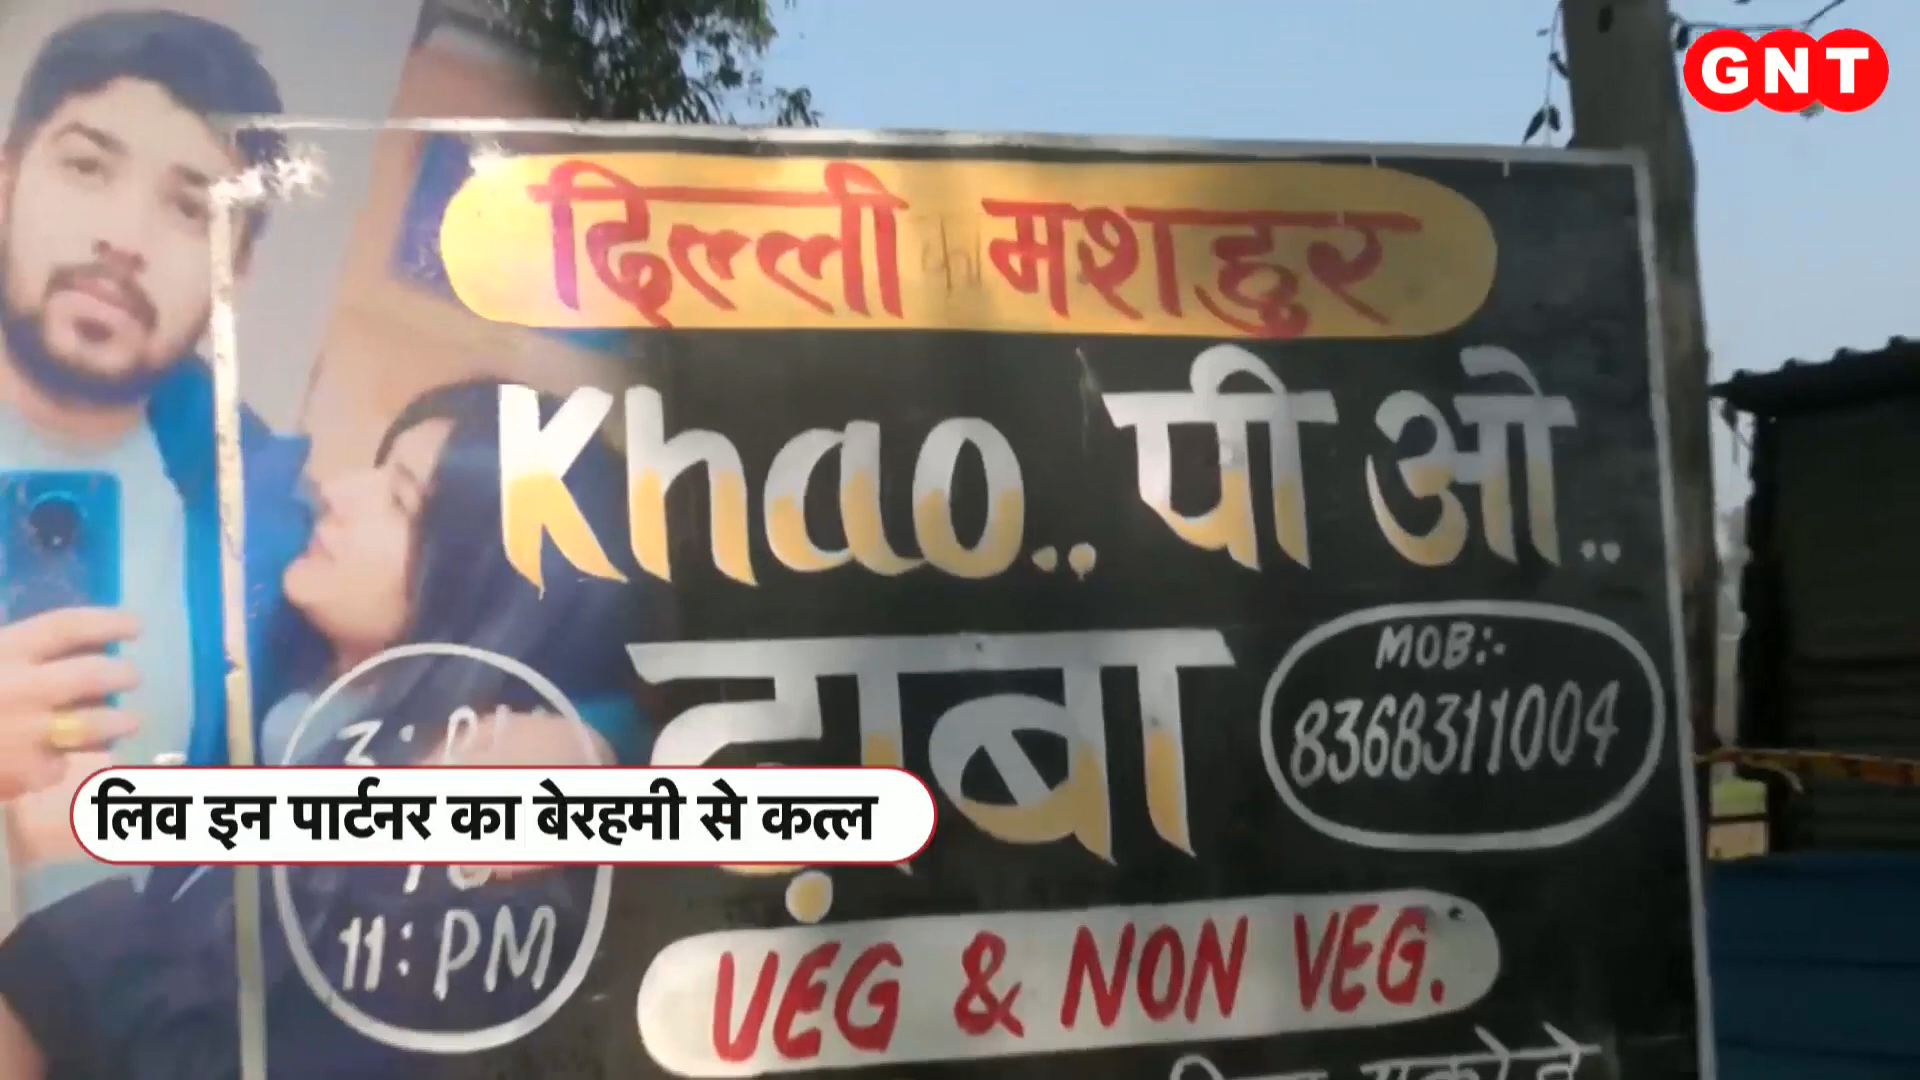 GNT
दिल्ली मशहुर
Khao.. पी ओ..
ढ़ाबा
MOB:-
8368311004
लिव इन पार्टनर का बेरहमी से कत्ल
11:PM
VEG & NON VEG.